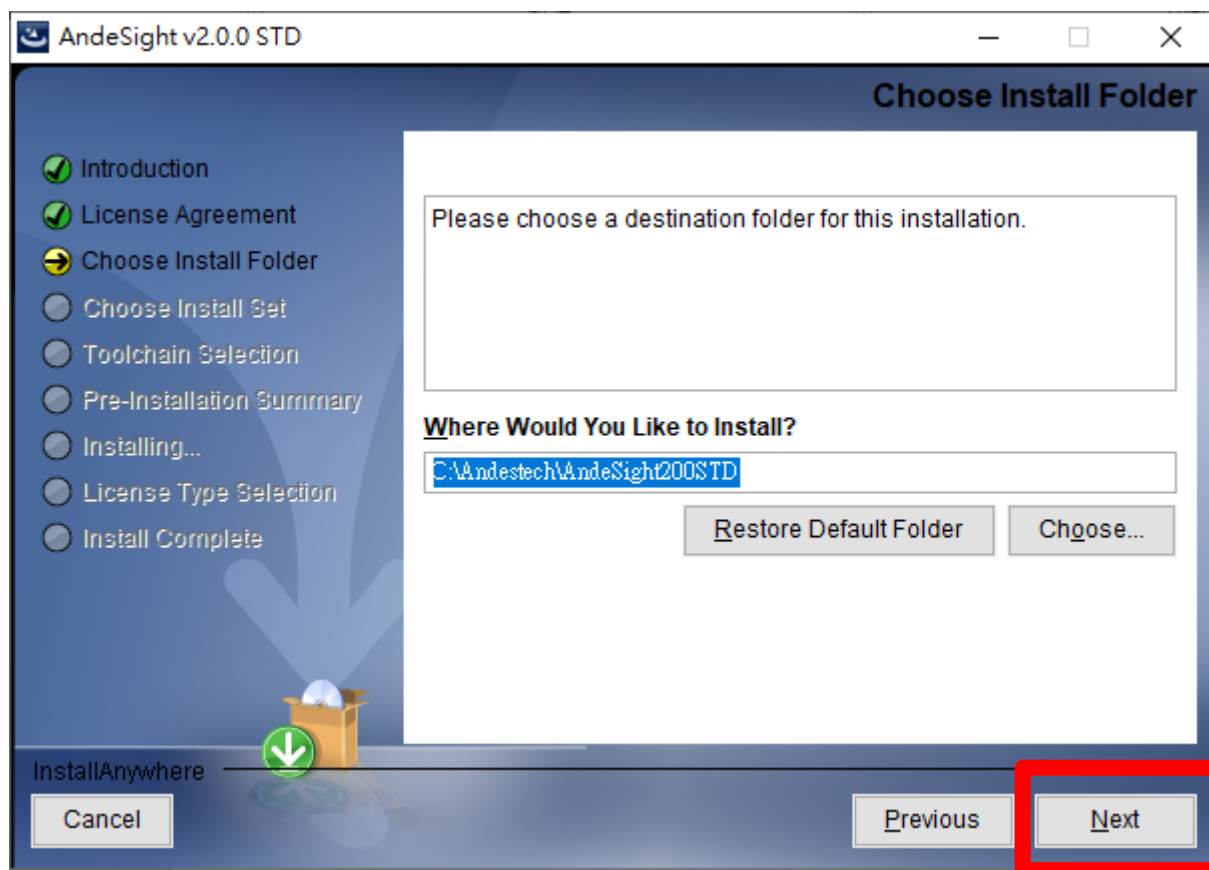 AndeSight v2.0.0 STD
Choose Install Folder
Introduction
License Agreement
Choose Install Folder
Choose Install Set
Toolchain Selection
Pre-Installation Summary
Installing...
License Type Selection
Install Complete
Please choose a destination folder for this installation.
Where Would You Like to Install?
C:\Andestech\AndeSight200STD
Restore Default Folder
Choose...
InstallAnywhere
Cancel
Previous
Next